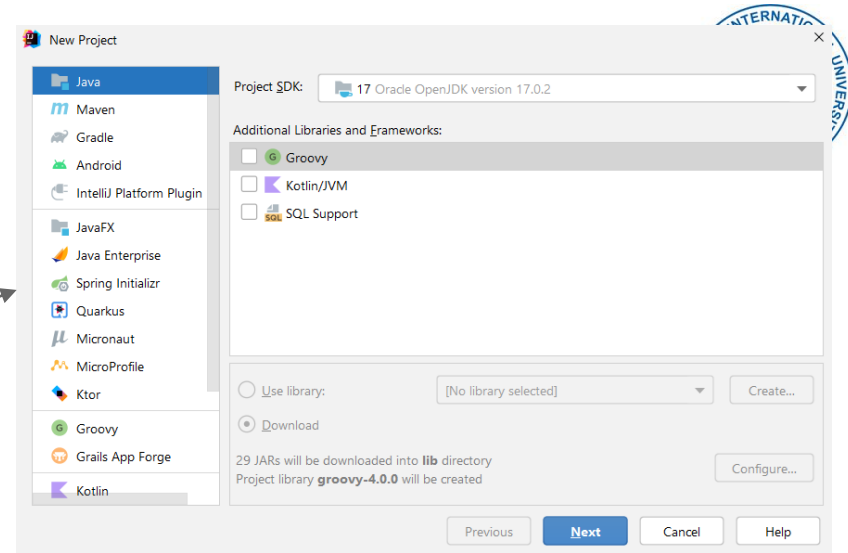 INTERNATIO
UNIVERS
New Project
Java
Maven
Gradle
Android
IntelliJ Platform Plugin
JavaFX
Java Enterprise
Spring Initializr
Quarkus
Micronaut
MicroProfile
Ktor
Groovy
Grails App Forge
Kotlin
Project SDK:
17 Oracle OpenJDK version 17.0.2
Additional Libraries and Frameworks:
G Groovy
Kotlin/JVM
SQL SQL Support
Use library:
[No library selected]
Create...
Download
29 JARs will be downloaded into lib directory
Project library groovy-4.0.0 will be created
Configure...
Previous
Next
Cancel
Help